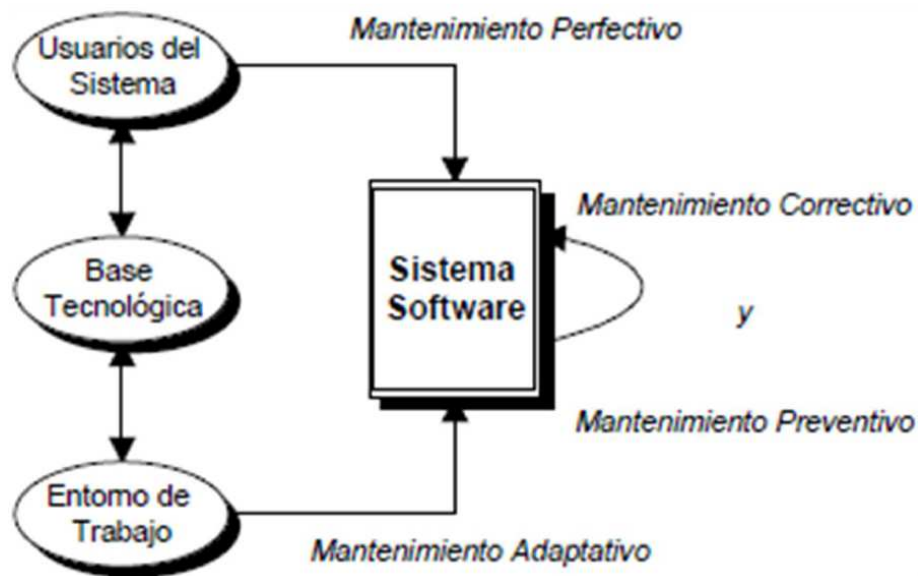 Usuarios del
Sistema
Mantenimiento Perfectivo
Mantenimiento Correctivo
Base
Tecnológica
Sistema
Software
y
Mantenimiento Preventivo
Entorno de
Trabajo
Mantenimiento Adaptativo